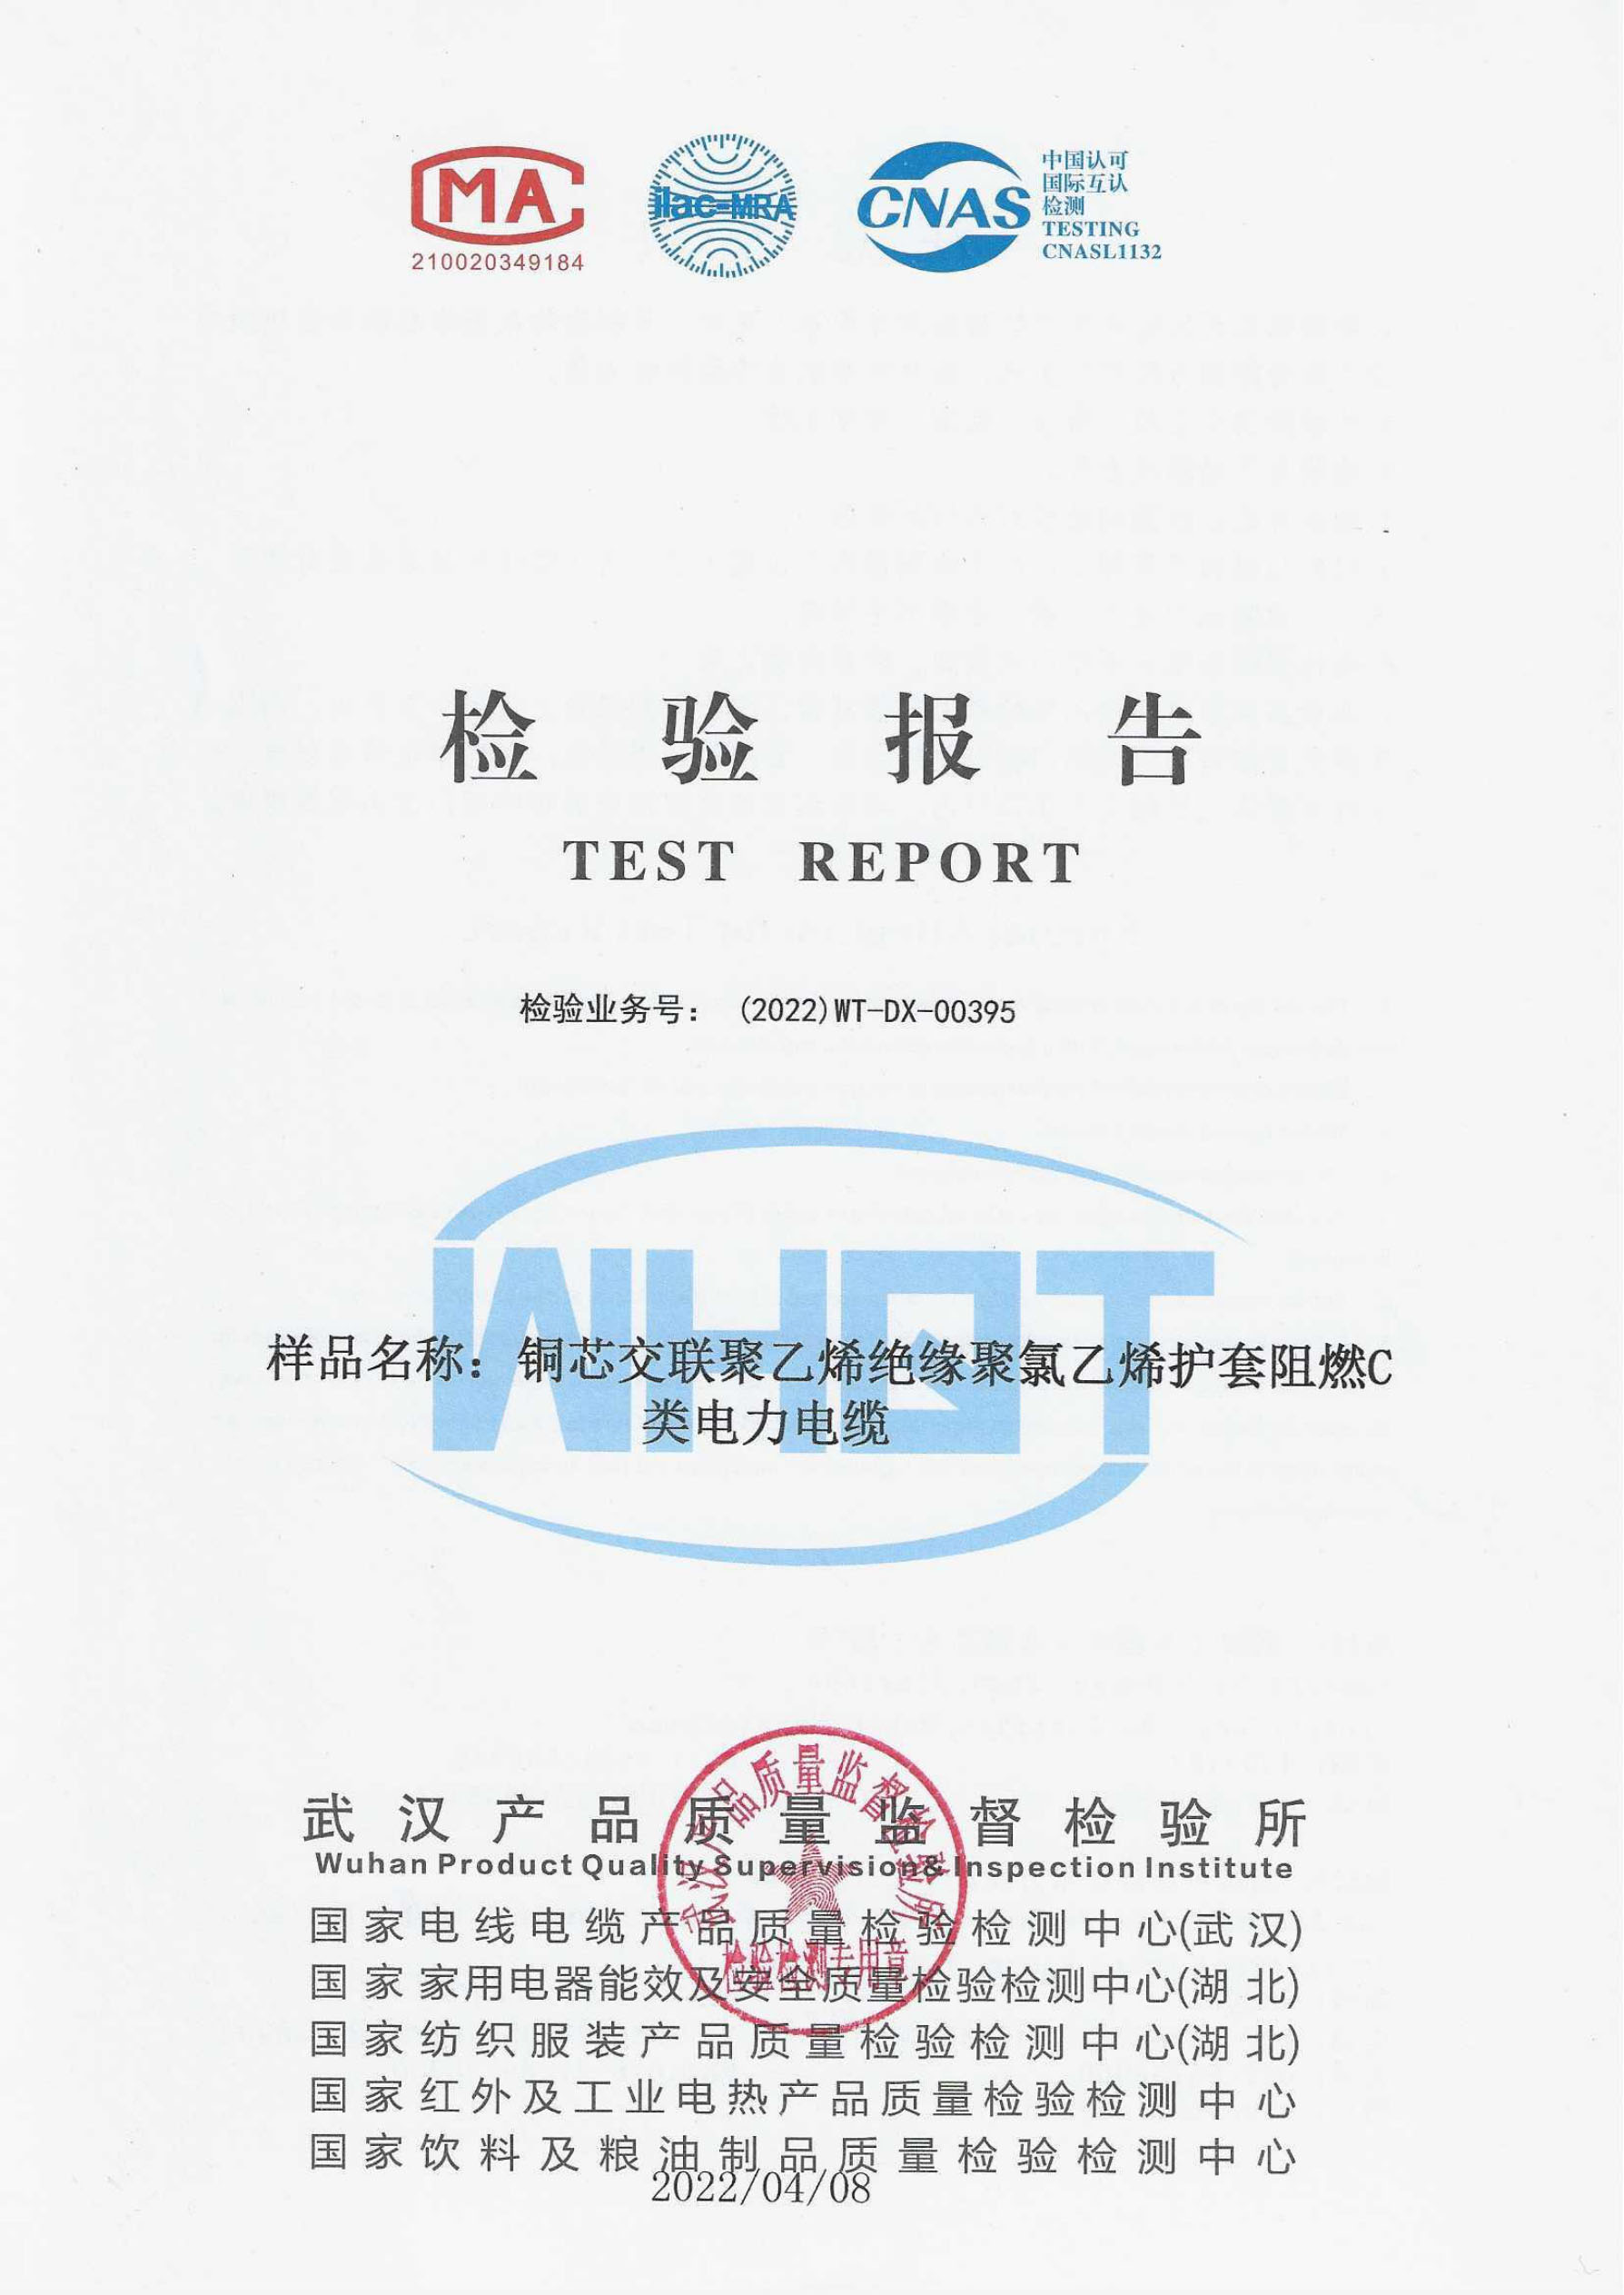 MA
210020349184
ilac-MRA
CNAS
中国认可
国际互认
检测
TESTING
CNASL1132
检验报告
TEST REPORT
检验业务号： (2022)WT-DX-00395
WHQT
样品名称：铜芯交联聚乙烯绝缘聚氯乙烯护套阻燃C
类电力电缆
武汉产品质量监督检验所
Wuhan Product Quality Supervision & Inspection Institute
国家电线电缆产品质量检验检测中心(武汉)
国家家用电器能效及安全质量检验检测中心(湖北)
国家纺织服装产品质量检验检测中心(湖北)
国家红外及工业电热产品质量检验检测中心
国家饮料及粮油制品质量检验检测中心
2022/04/08
武汉产品质量监督检验所
检验检测专用章